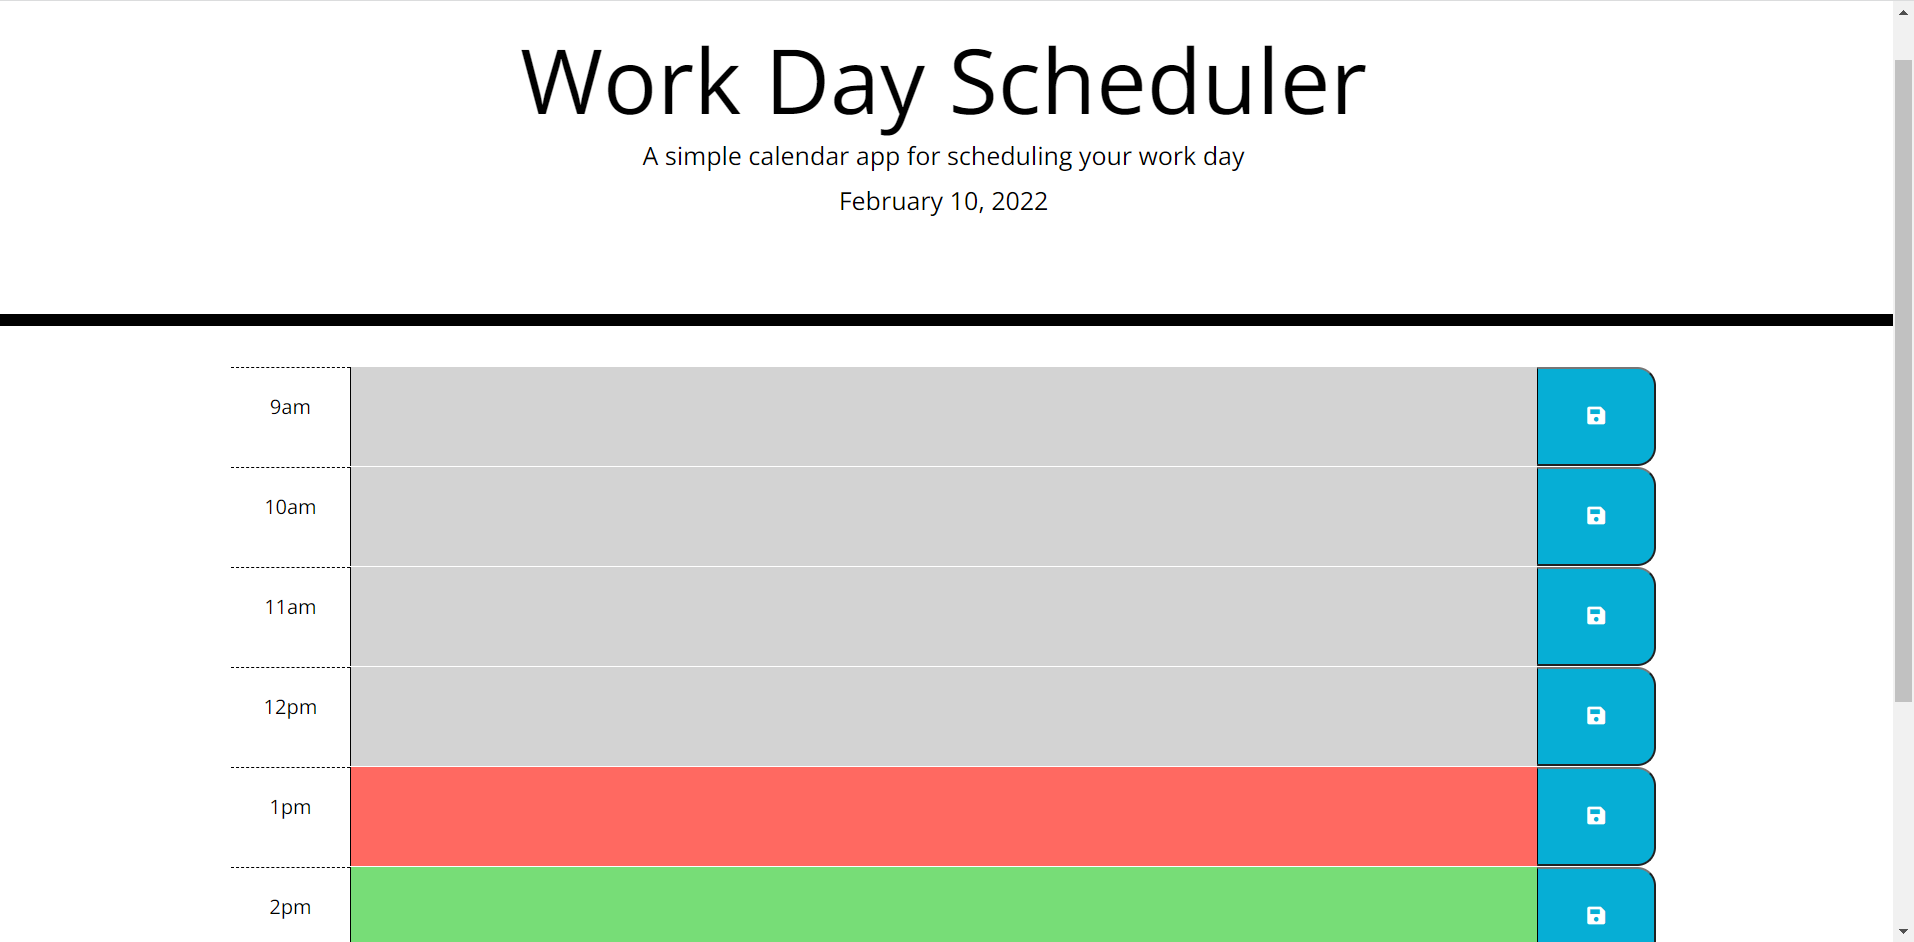 Work Day Scheduler
A simple calendar app for scheduling your work day
February 10, 2022
9am
10am
11am
12pm
1pm
2pm